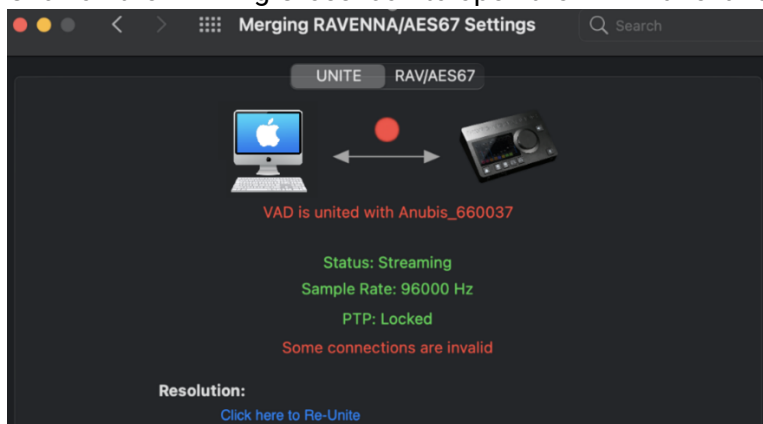 Merging RAVENNA/AES67 Settings
Search
UNITE RAV/AES67
VAD is united with Anubis_660037
Status: Streaming
Sample Rate: 96000 Hz
PTP: Locked
Some connections are invalid
Resolution:
Click here to Re-Unite